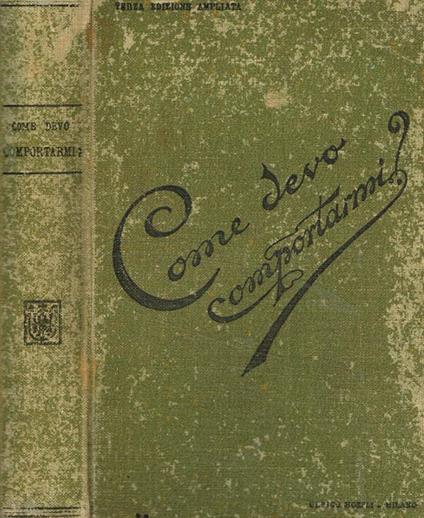 TERZA EDIZIONE AMPLIATA
COME DEVO
COMPORTARMI?
Come devo
comportarmi?
ULRICO HOEPLI - MILANO